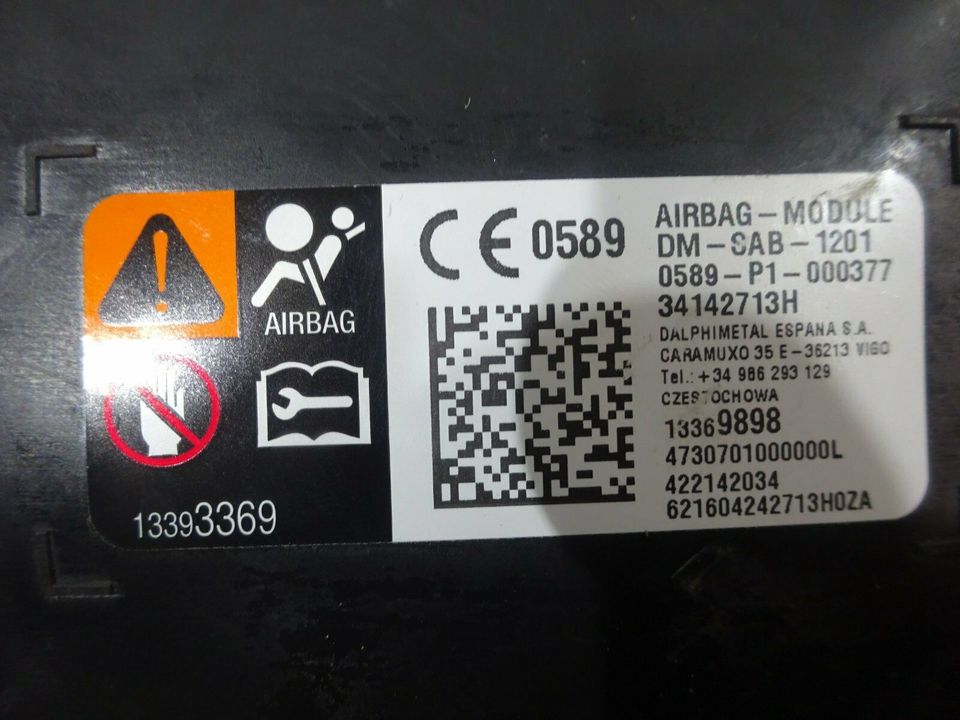 AIRBAG
13393369
CE 0589
AIRBAG-MODULE
DM-SAB-1201
0589-P1-000377
34142713H
DALPHIMETAL ESPANA S.A.
CARAMUXO 35 E-36213 VIGO
Tel.: +34 986 293 129
CZESTOCHOWA
13369898
4730701000000L
422142034
621604242713H0ZA